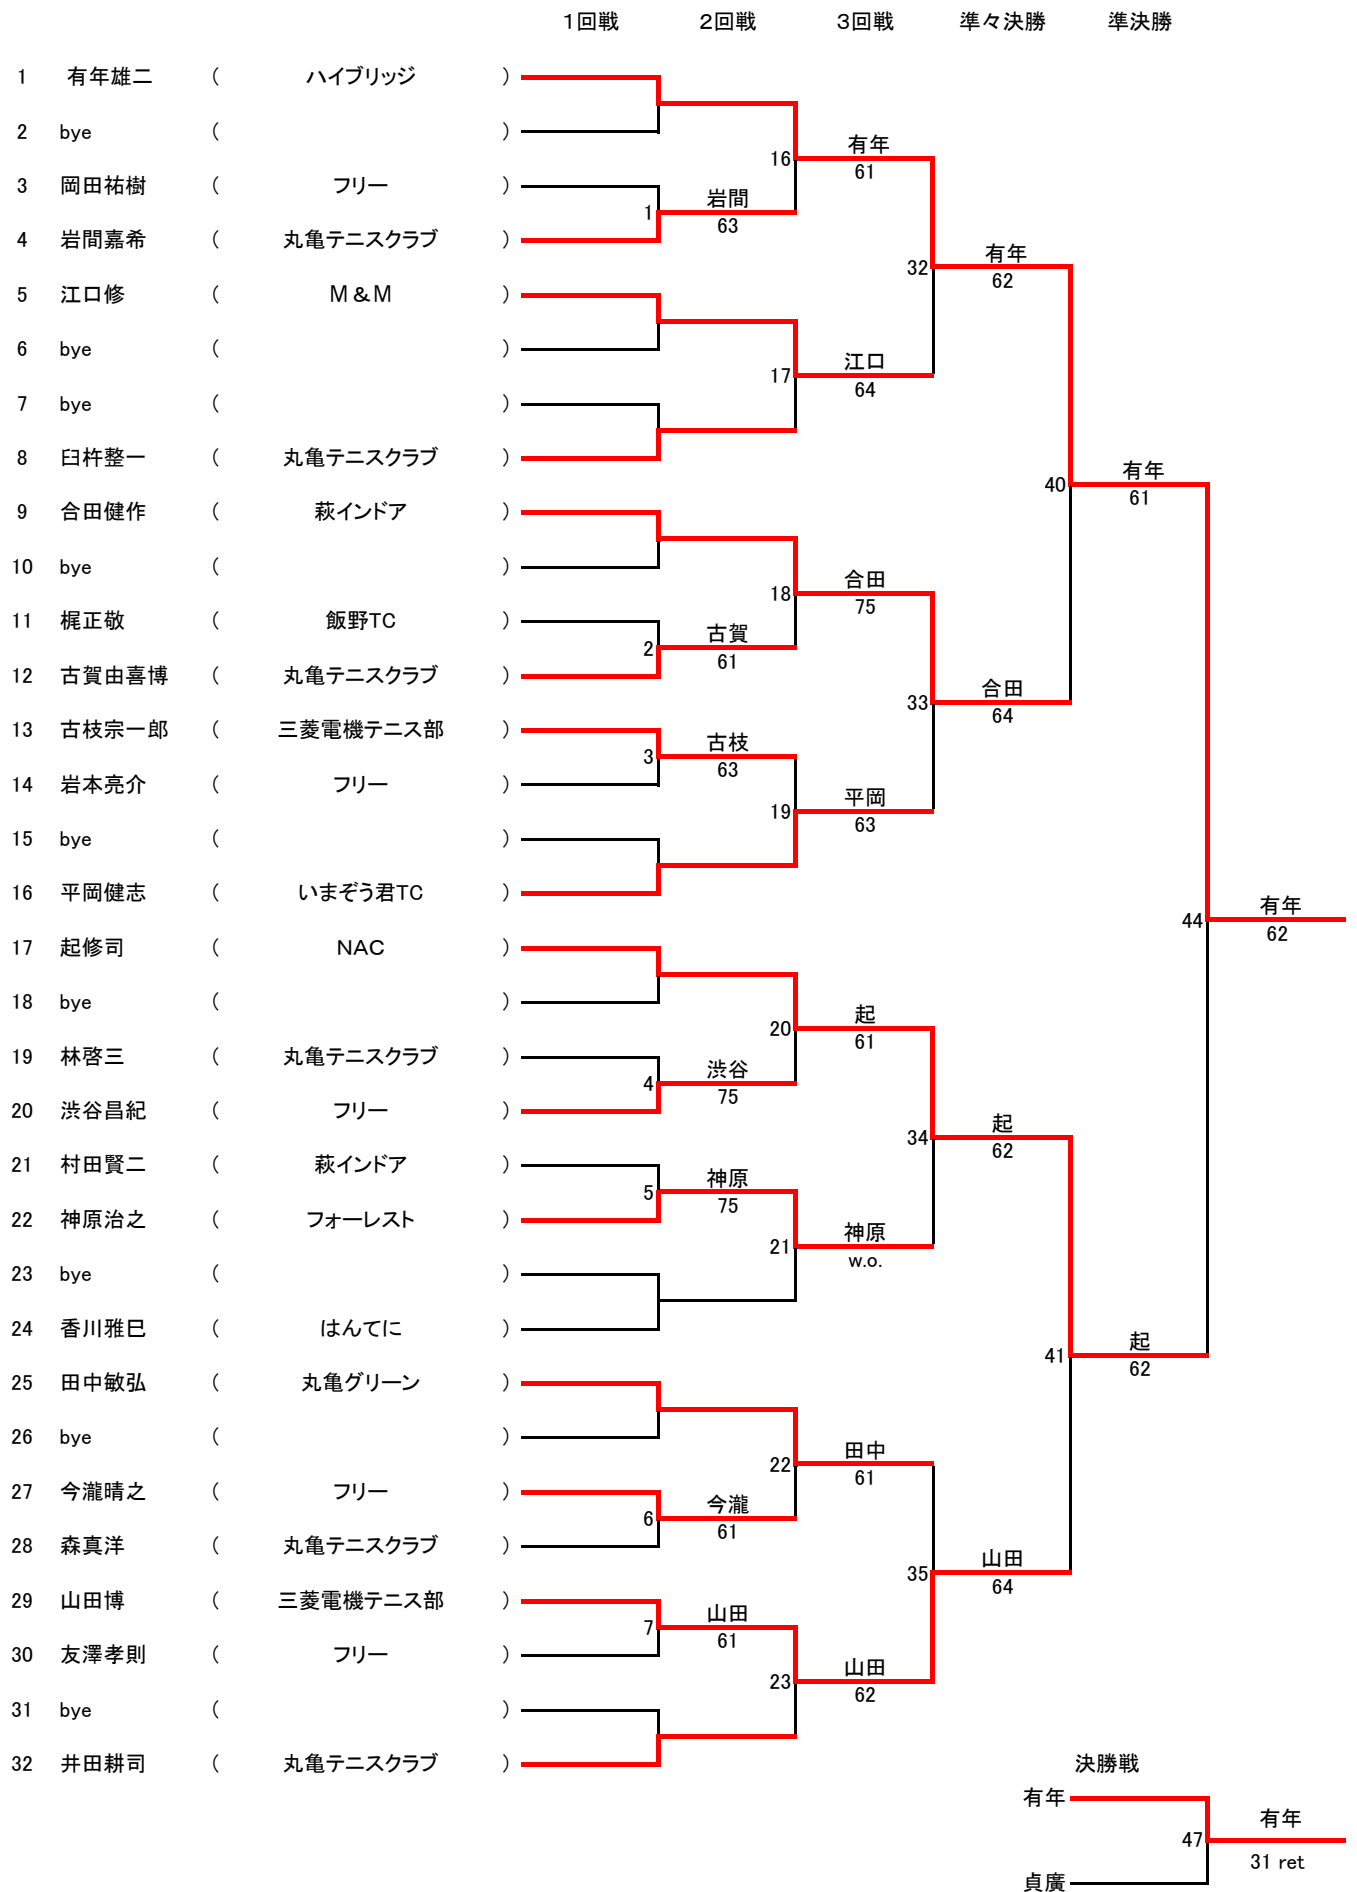 1回戦 2回戦 3回戦 準々決勝 準決勝
1 有年雄二 ( ハイブリッジ )
2 bye ( )
有年
16
61
3 岡田祐樹 ( フリー )
岩間
1
63
4 岩間嘉希 ( 丸亀テニスクラブ )
有年
32
62
5 江口修 ( M&M )
6 bye ( )
江口
17
64
7 bye ( )
8 臼杵整一 ( 丸亀テニスクラブ )
有年
40
61
9 合田健作 ( 萩インドア )
10 bye ( )
合田
18
75
11 梶正敬 ( 飯野TC )
古賀
2
61
12 古賀由喜博 ( 丸亀テニスクラブ )
合田
33
64
13 古枝宗一郎 ( 三菱電機テニス部 )
古枝
3
63
14 岩本亮介 ( フリー )
平岡
19
63
15 bye ( )
16 平岡健志 ( いまぞう君TC )
有年
44
62
17 起修司 ( NAC )
18 bye ( )
起
20
61
19 林啓三 ( 丸亀テニスクラブ )
渋谷
4
75
20 渋谷昌紀 ( フリー )
起
34
62
21 村田賢二 ( 萩インドア )
神原
5
75
22 神原治之 ( フォーレスト )
神原
21
w.o.
23 bye ( )
24 香川雅巳 ( はんてに )
起
41
62
25 田中敏弘 ( 丸亀グリーン )
26 bye ( )
田中
22
61
27 今瀧晴之 ( フリー )
今瀧
6
61
28 森真洋 ( 丸亀テニスクラブ )
山田
35
64
29 山田博 ( 三菱電機テニス部 )
山田
7
61
30 友澤孝則 ( フリー )
山田
23
62
31 bye ( )
32 井田耕司 ( 丸亀テニスクラブ )
決勝戦
有年
有年
47
31 ret
貞廣